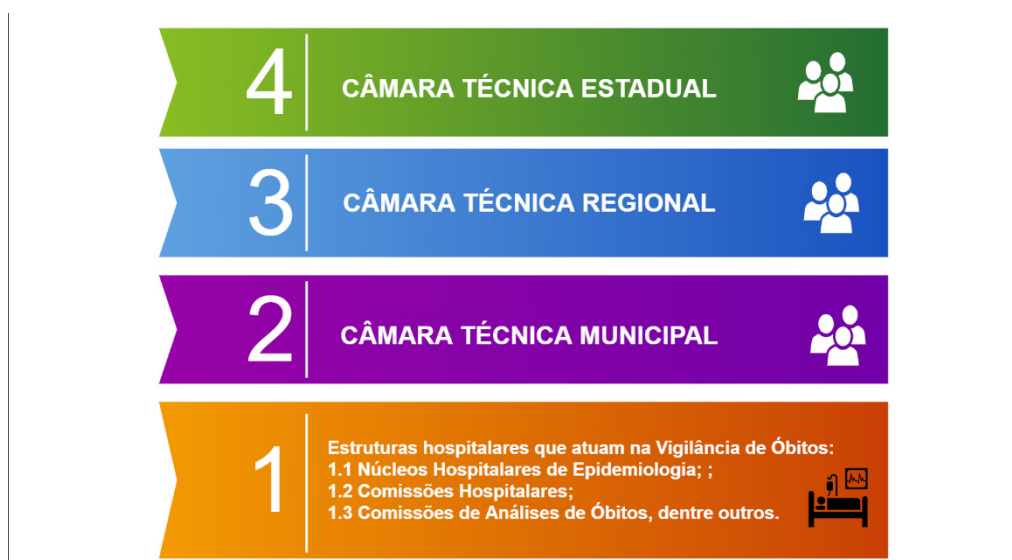 4
CÂMARA TÉCNICA ESTADUAL
3
CÂMARA TÉCNICA REGIONAL
2
CÂMARA TÉCNICA MUNICIPAL
1
Estruturas hospitalares que atuam na Vigilância de Óbitos:
1.1 Núcleos Hospitalares de Epidemiologia; ;
1.2 Comissões Hospitalares;
1.3 Comissões de Análises de Óbitos, dentre outros.